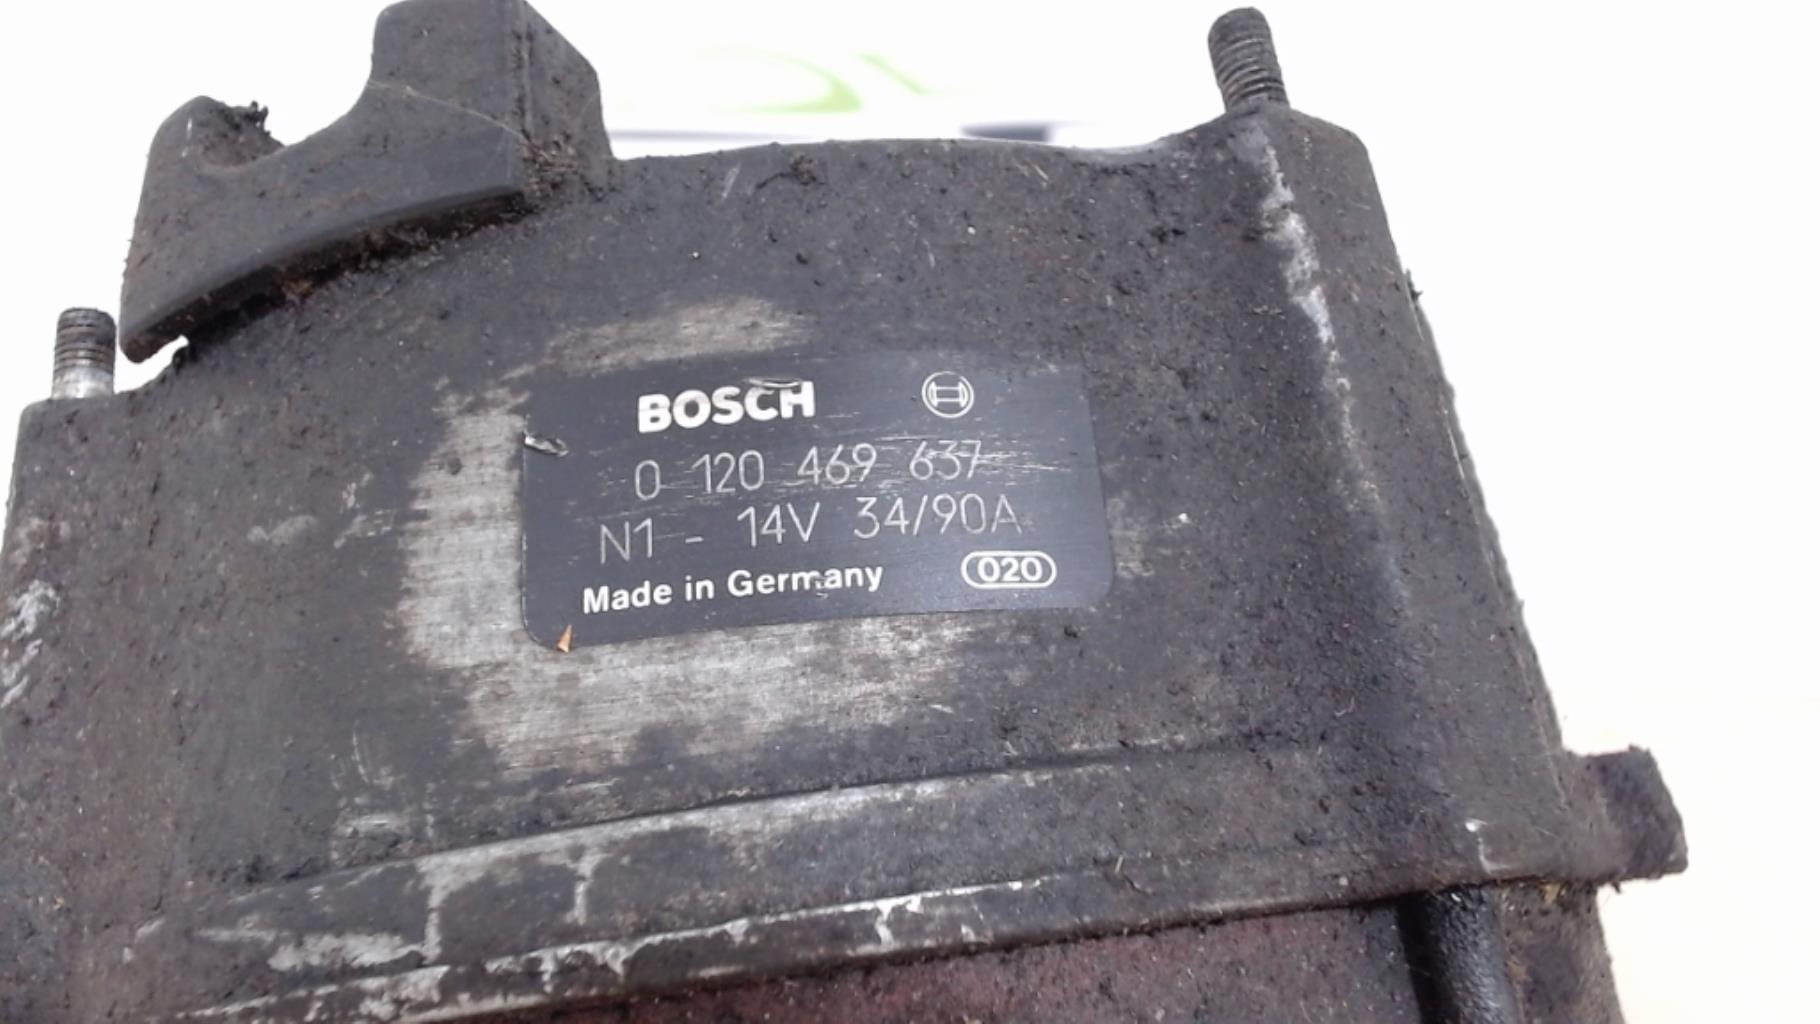 BOSCH
0 120 469 637
N1 - 14V 34/90A
Made in Germany 020